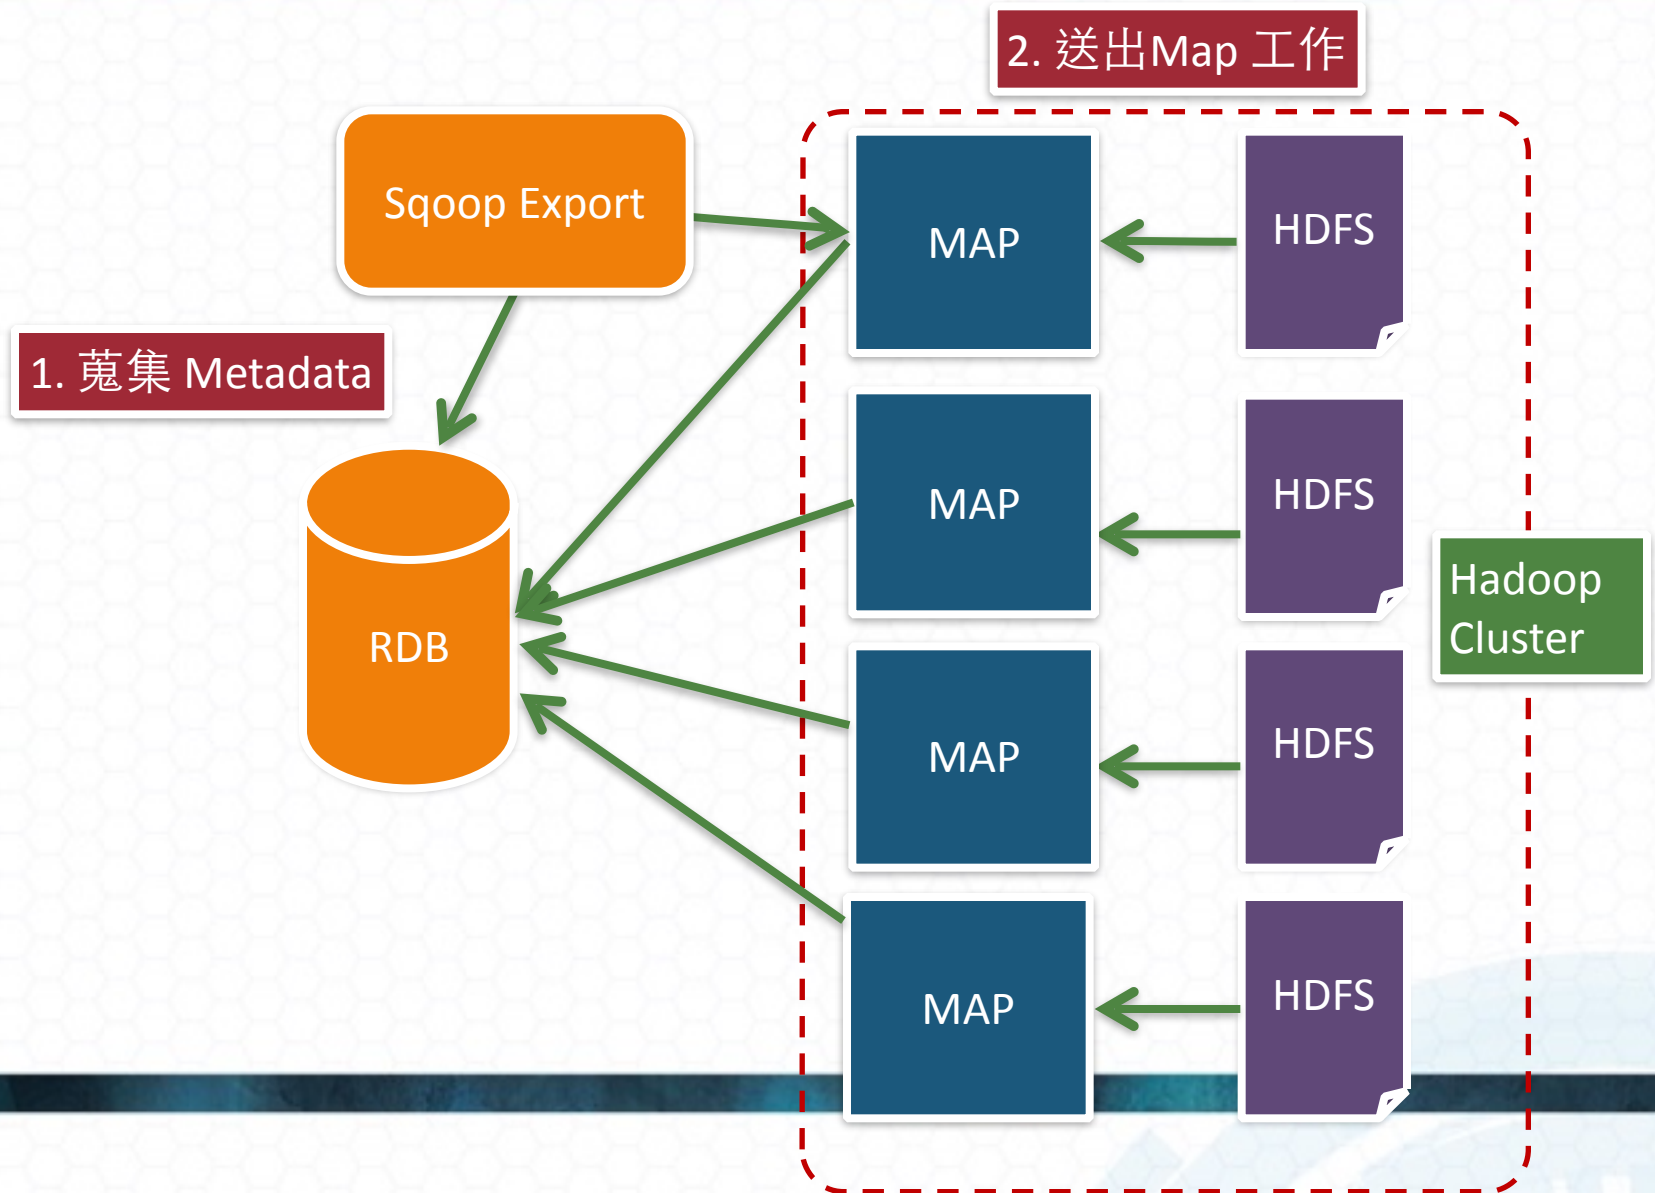 2. 送出Map 工作
Sqoop Export
1. 蒐集 Metadata
RDB
MAP
HDFS
MAP
HDFS
MAP
HDFS
MAP
HDFS
Hadoop
Cluster